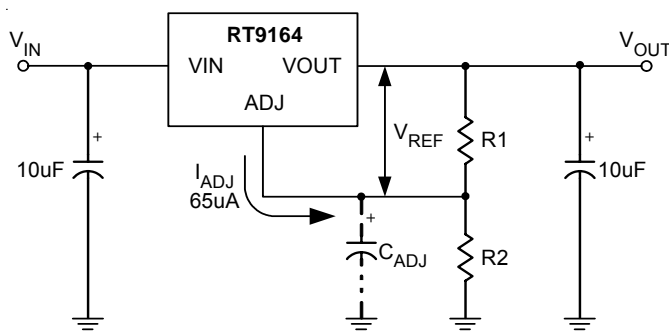 RT9164
VIN
VOUT
VIN
VOUT
ADJ
+
10uF
IADJ
65uA
VREF
R1
+
10uF
+
CADJ
R2